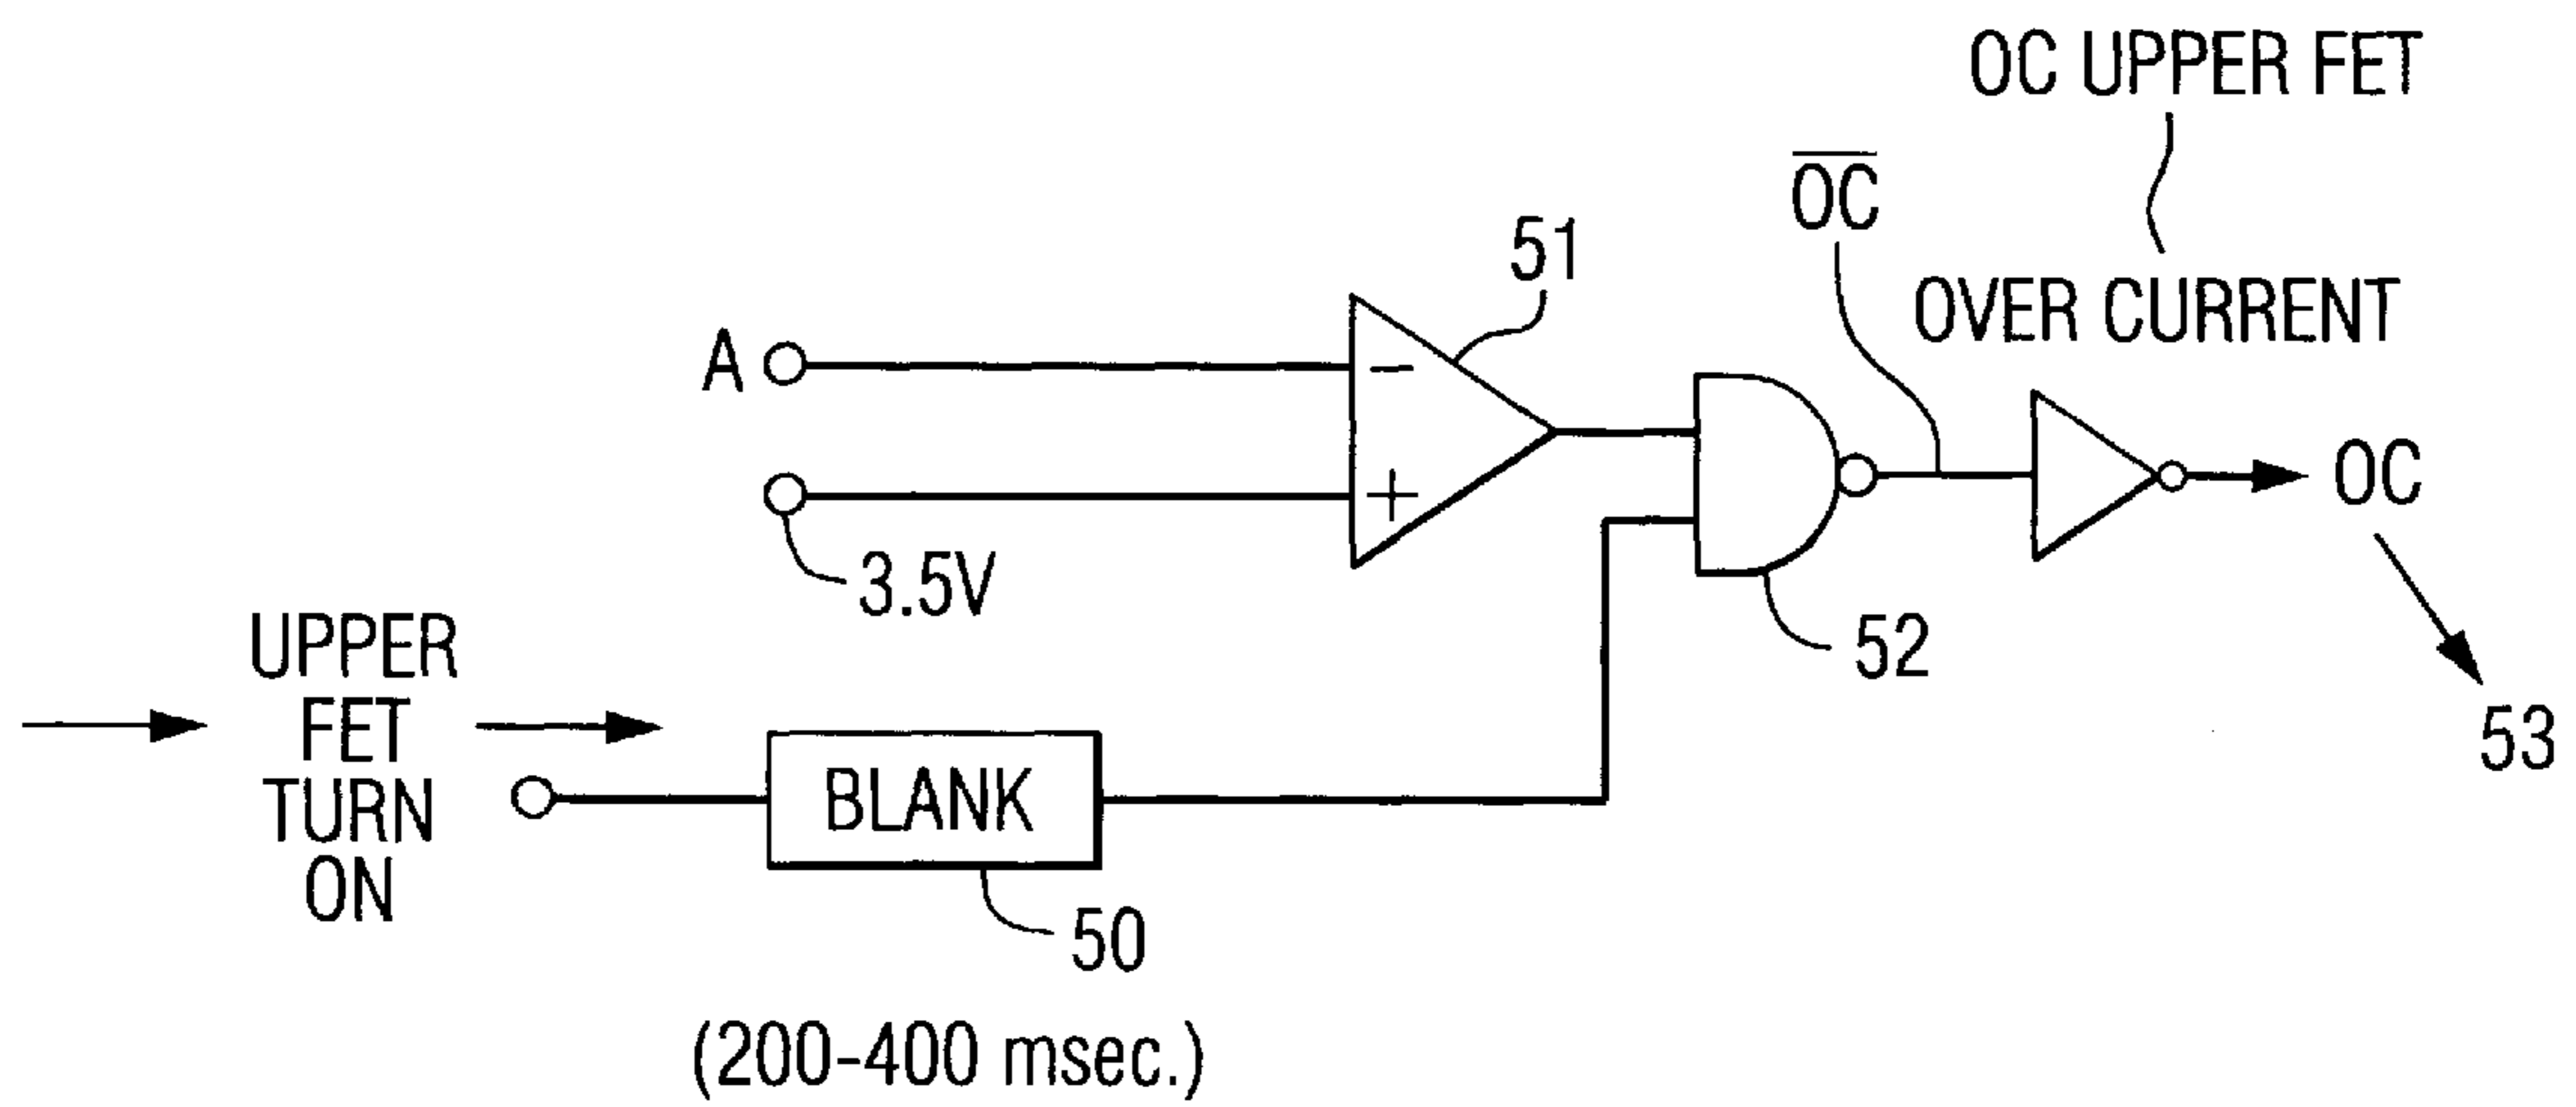 OC UPPER FET
O̅C̅
OVER CURRENT
51
A
−
+
3.5V
OC
52
53
UPPER
FET
TURN
ON
BLANK
50
(200-400 msec.)